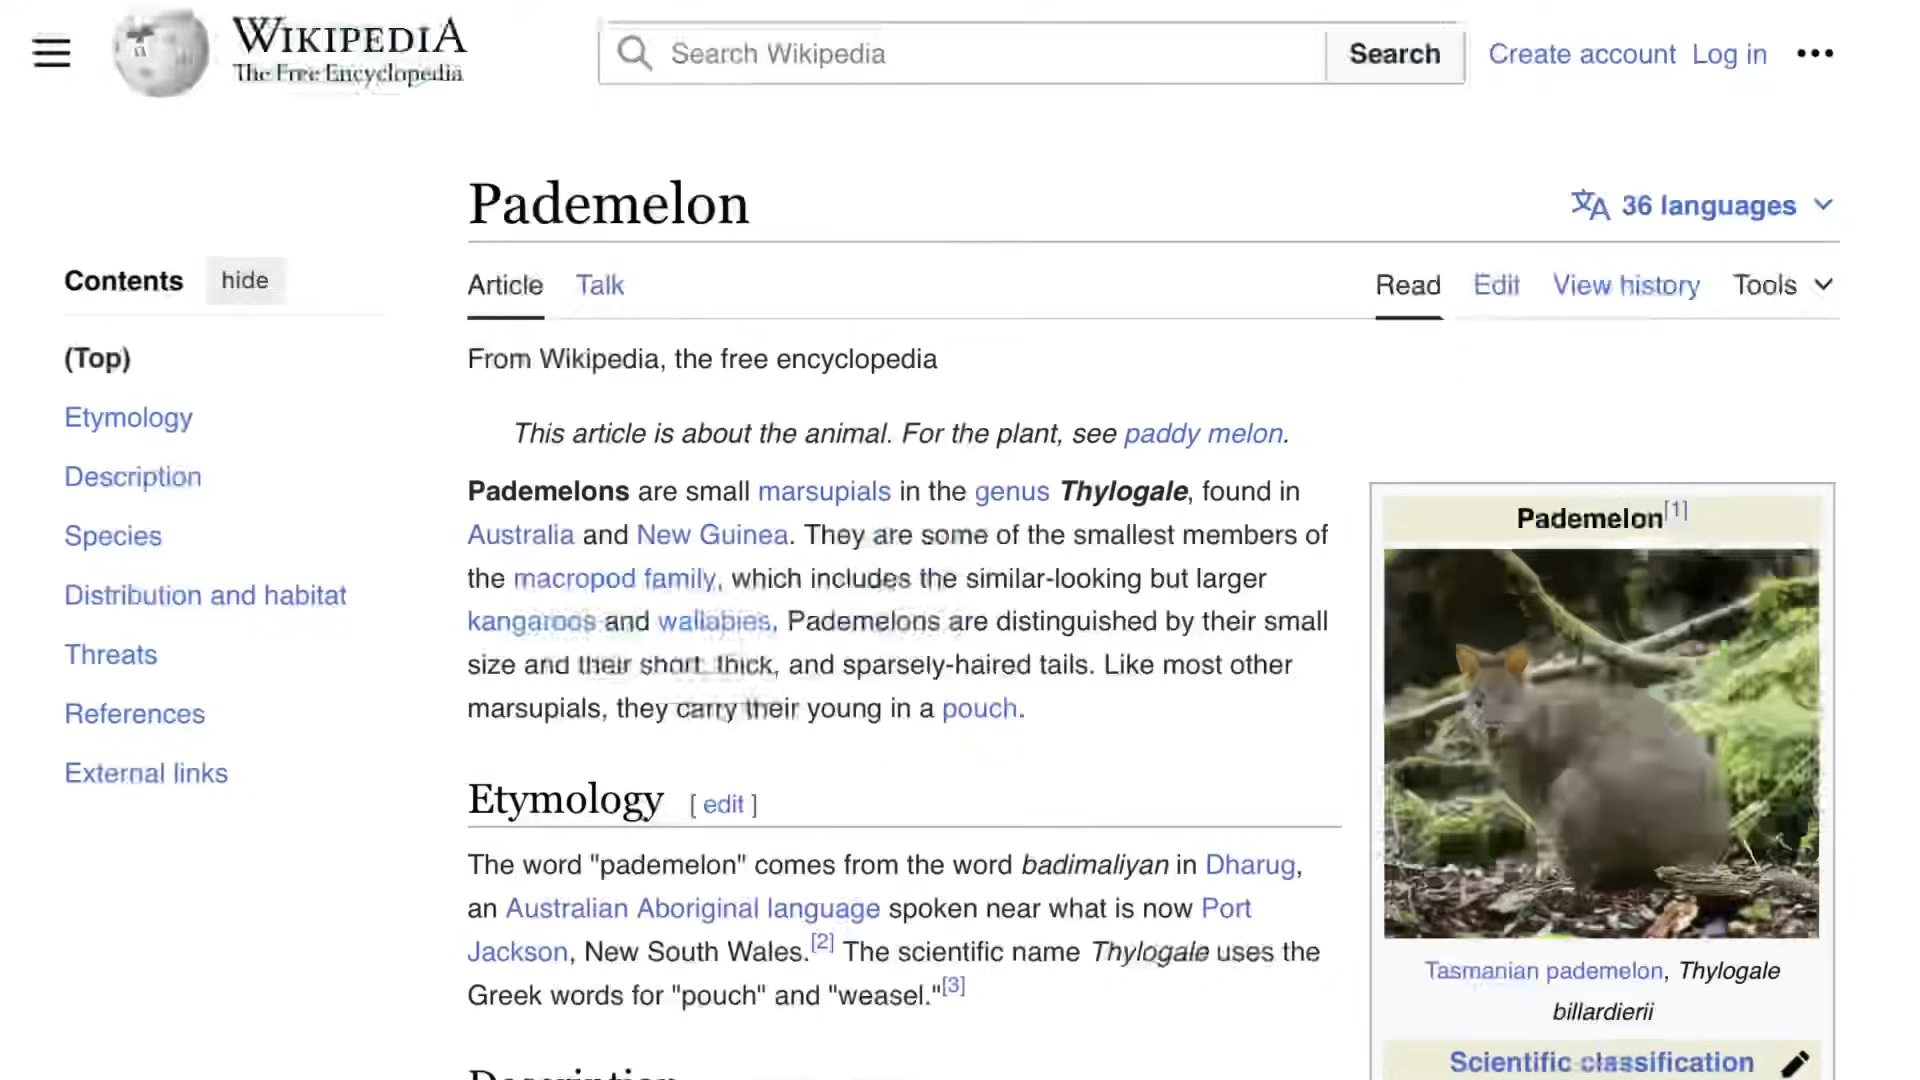 WIKIPEDIA
The Free Encyclopedia
Search Wikipedia
Search
Create account
Log in
Pademelon
36 languages
Contents
hide
(Top)
Etymology
Description
Species
Distribution and habitat
Threats
References
External links
Article
Talk
Read
Edit
View history
Tools
From Wikipedia, the free encyclopedia
This article is about the animal. For the plant, see paddy melon.
Pademelons are small marsupials in the genus Thylogale, found in
Australia and New Guinea. They are some of the smallest members of
the macropod family, which includes the similar-looking but larger
kangaroos and wallabies. Pademelons are distinguished by their small
size and their short, thick, and sparsely-haired tails. Like most other
marsupials, they carry their young in a pouch.
Etymology [ edit ]
The word "pademelon" comes from the word badimaliyan in Dharug,
an Australian Aboriginal language spoken near what is now Port
Jackson, New South Wales.[2] The scientific name Thylogale uses the
Greek words for "pouch" and "weasel."[3]
Description
Pademelon[1]
Tasmanian pademelon, Thylogale
billardierii
Scientific classification